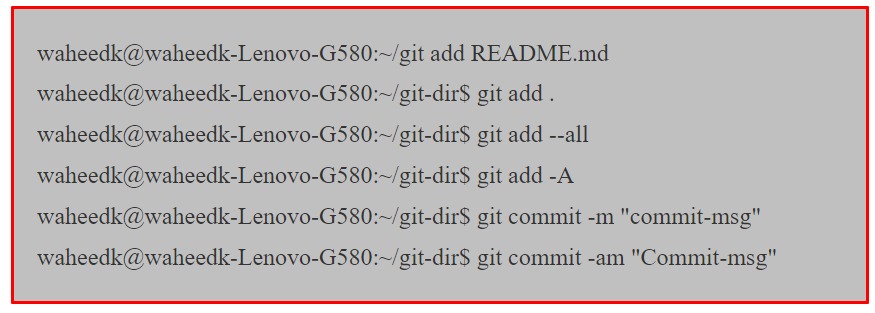 waheedk@waheedk-Lenovo-G580:~/git add README.md
waheedk@waheedk-Lenovo-G580:~/git-dir$ git add .
waheedk@waheedk-Lenovo-G580:~/git-dir$ git add --all
waheedk@waheedk-Lenovo-G580:~/git-dir$ git add -A
waheedk@waheedk-Lenovo-G580:~/git-dir$ git commit -m "commit-msg"
waheedk@waheedk-Lenovo-G580:~/git-dir$ git commit -am "Commit-msg"